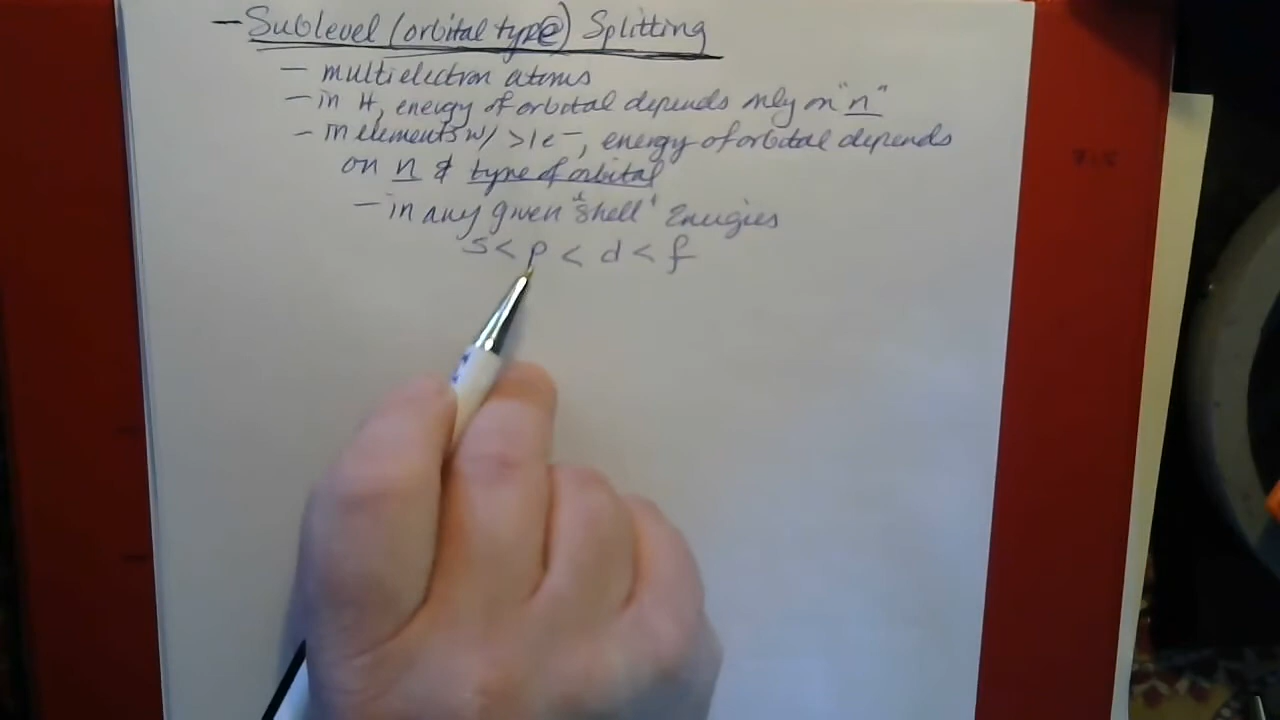 - Sublevel (orbital type) Splitting
- multielectron atoms
- in H, energy of orbital depends only on "n"
- in elements w/ >1e⁻, energy of orbital depends
on n & type of orbital
- in any given "shell" Energies
s < p < d < f